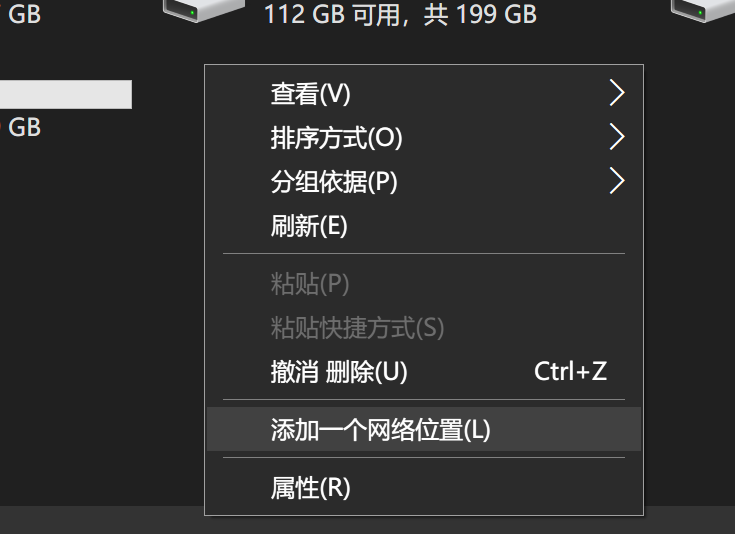 GB
112 GB 可用，共 199 GB
GB
查看(V)
排序方式(O)
分组依据(P)
刷新(E)
粘贴(P)
粘贴快捷方式(S)
撤消 删除(U) Ctrl+Z
添加一个网络位置(L)
属性(R)